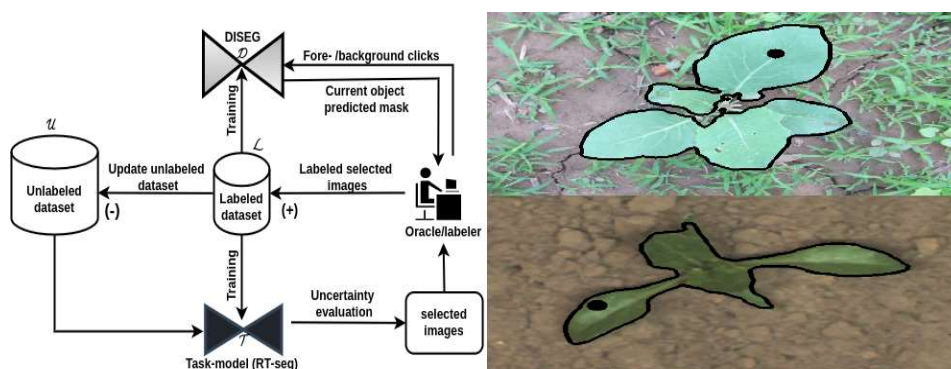 DISEG
𝒟
Fore- /background clicks
Current object
predicted mask
Training
𝒰
ℒ
Unlabeled
dataset
Update unlabeled
dataset
(-)
Labeled
dataset
(+)
Labeled selected
images
Oracle/labeler
Training
Uncertainty
evaluation
selected
images
𝒯
Task-model (RT-seg)